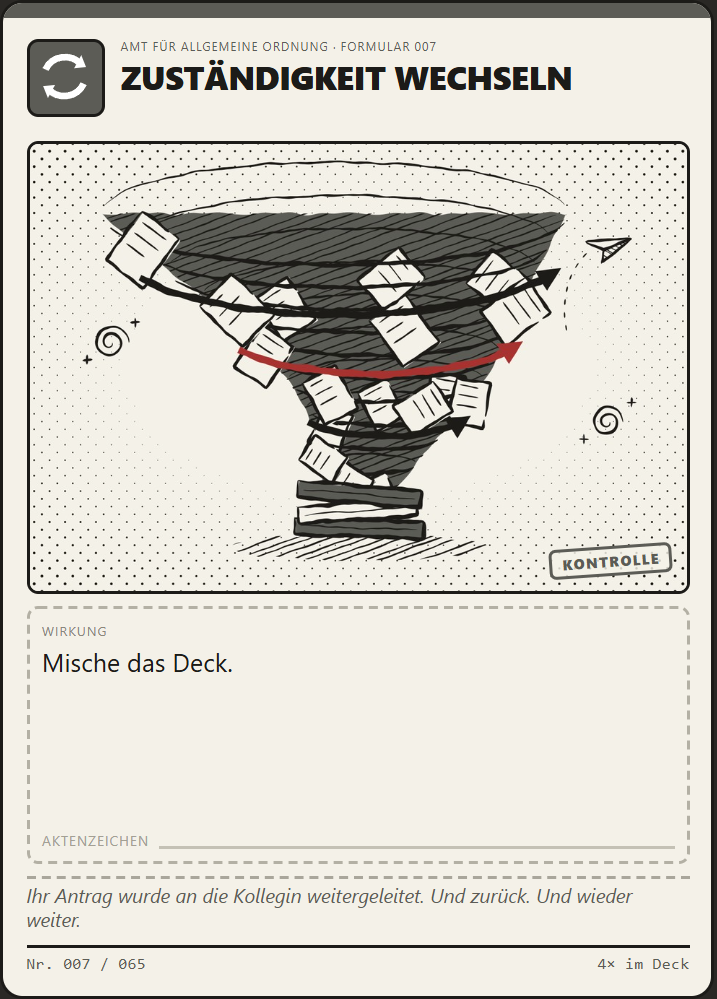 AMT FÜR ALLGEMEINE ORDNUNG · FORMULAR 007
ZUSTÄNDIGKEIT WECHSELN
KONTROLLE
WIRKUNG
Mische das Deck.
AKTENZEICHEN
Ihr Antrag wurde an die Kollegin weitergeleitet. Und zurück. Und wieder
weiter.
Nr. 007 / 065
4× im Deck